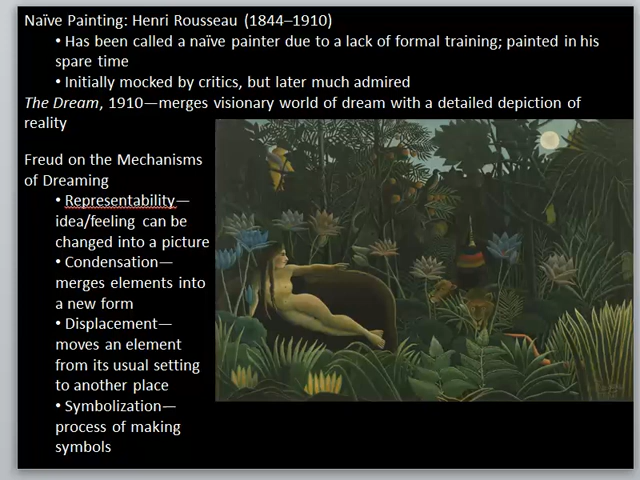 Naïve Painting: Henri Rousseau (1844–1910)
• Has been called a naïve painter due to a lack of formal training; painted in his
spare time
• Initially mocked by critics, but later much admired
The Dream, 1910—merges visionary world of dream with a detailed depiction of
reality
Freud on the Mechanisms
of Dreaming
• Representability—
idea/feeling can be
changed into a picture
• Condensation—
merges elements into
a new form
• Displacement—
moves an element
from its usual setting
to another place
• Symbolization—
process of making
symbols